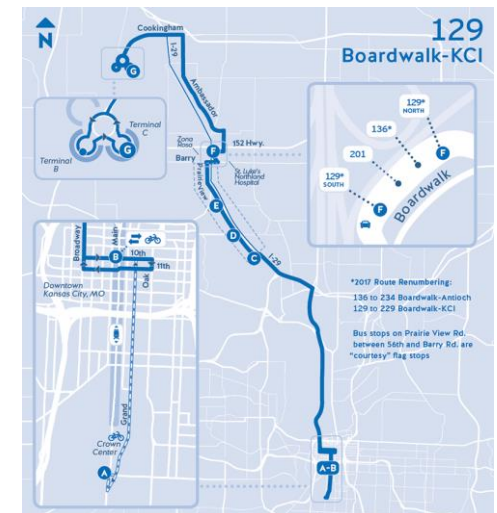 129
Boardwalk-KCI
N
Cookingham
I-29
G
Ambassador
Terminal
C
Terminal
B
G
Zona
Rosa
F
152 Hwy.
Barry
St. Luke's
Northland
Hospital
Prairie View
E
D
C
I-29
129*
NORTH
136*
201
129*
SOUTH
F
F
Boardwalk
Broadway
Main
B
10th
11th
Oak
Downtown
Kansas City, MO
Grand
Crown
Center
A
*2017 Route Renumbering:
136 to 234 Boardwalk-Antioch
129 to 229 Boardwalk-KCI
Bus stops on Prairie View Rd.
between 56th and Barry Rd. are
"courtesy" flag stops
A-B